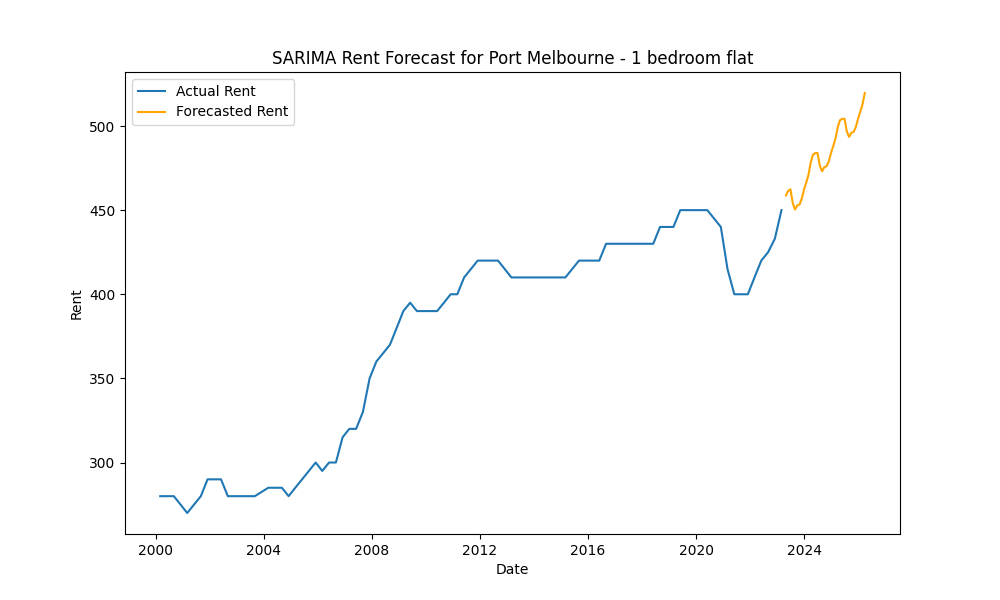 SARIMA Rent Forecast for Port Melbourne - 1 bedroom flat
Actual Rent
Forecasted Rent
500
450
400
350
300
Rent
2000 2004 2008 2012 2016 2020 2024
Date